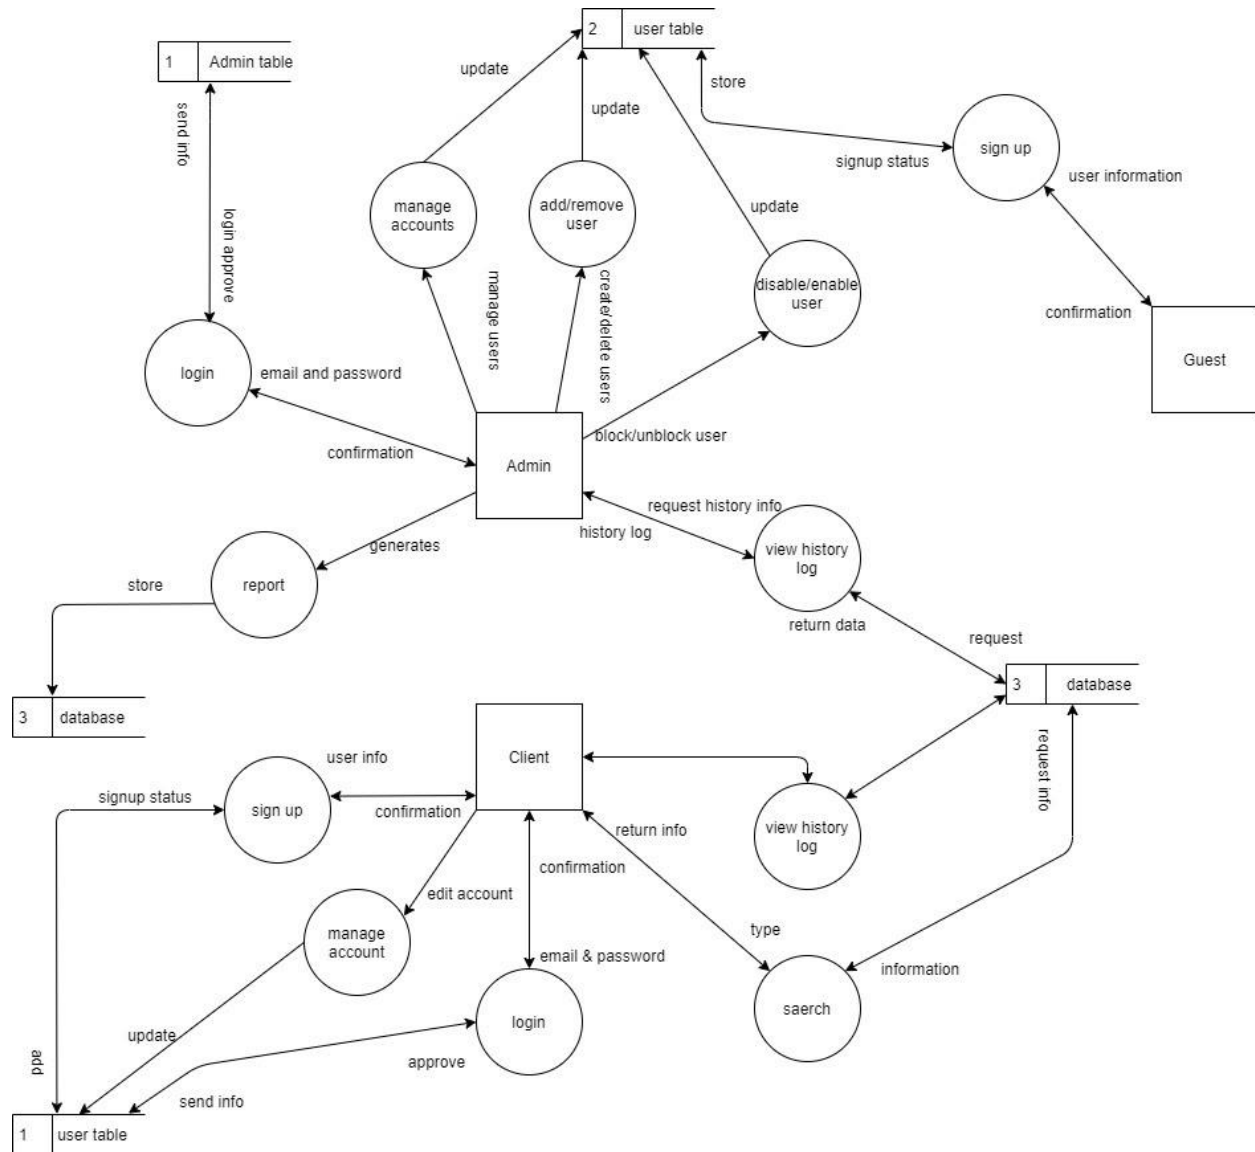 2
user table
1
Admin table
update
store
send info
update
sign up
signup status
user information
manage
accounts
add/remove
user
update
login approve
manage users
create/delete users
disable/enable
user
confirmation
Guest
login
email and password
block/unblock user
confirmation
Admin
request history info
history log
view history
log
generates
report
store
return data
request
3
database
3
database
Client
user info
sign up
signup status
confirmation
request info
view history
log
return info
confirmation
edit account
manage
account
type
email & password
information
saerch
login
update
approve
add
send info
1
user table